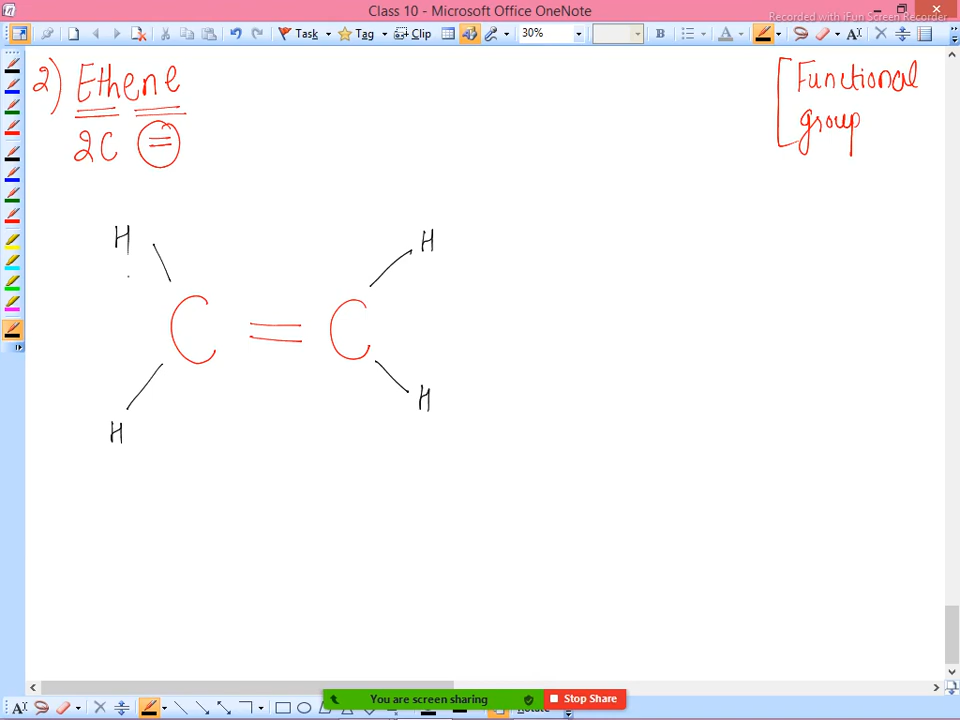 Class 10 - Microsoft Office OneNote
Recorded with iFun Screen Recorder
Task Tag Clip 30% B A A
2) Ethene
2C =
[Functional
group
H H
C = C
H H
You are screen sharing Stop Share
A Rotate